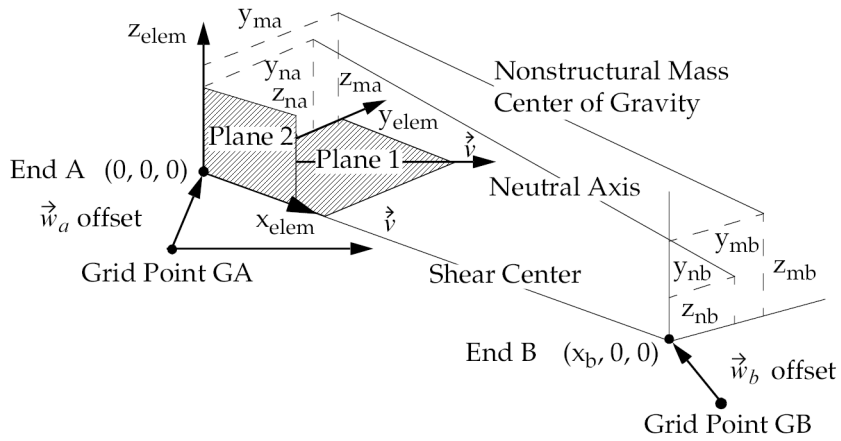 y_ma
z_elem
y_na
z_na
z_ma
Nonstructural Mass
Center of Gravity
y_elem
Plane 2
Plane 1
v⃗
End A (0, 0, 0)
Neutral Axis
w⃗_a offset
x_elem
v⃗
y_mb
Grid Point GA
Shear Center
y_nb
z_mb
z_nb
End B (x_b, 0, 0)
w⃗_b offset
Grid Point GB